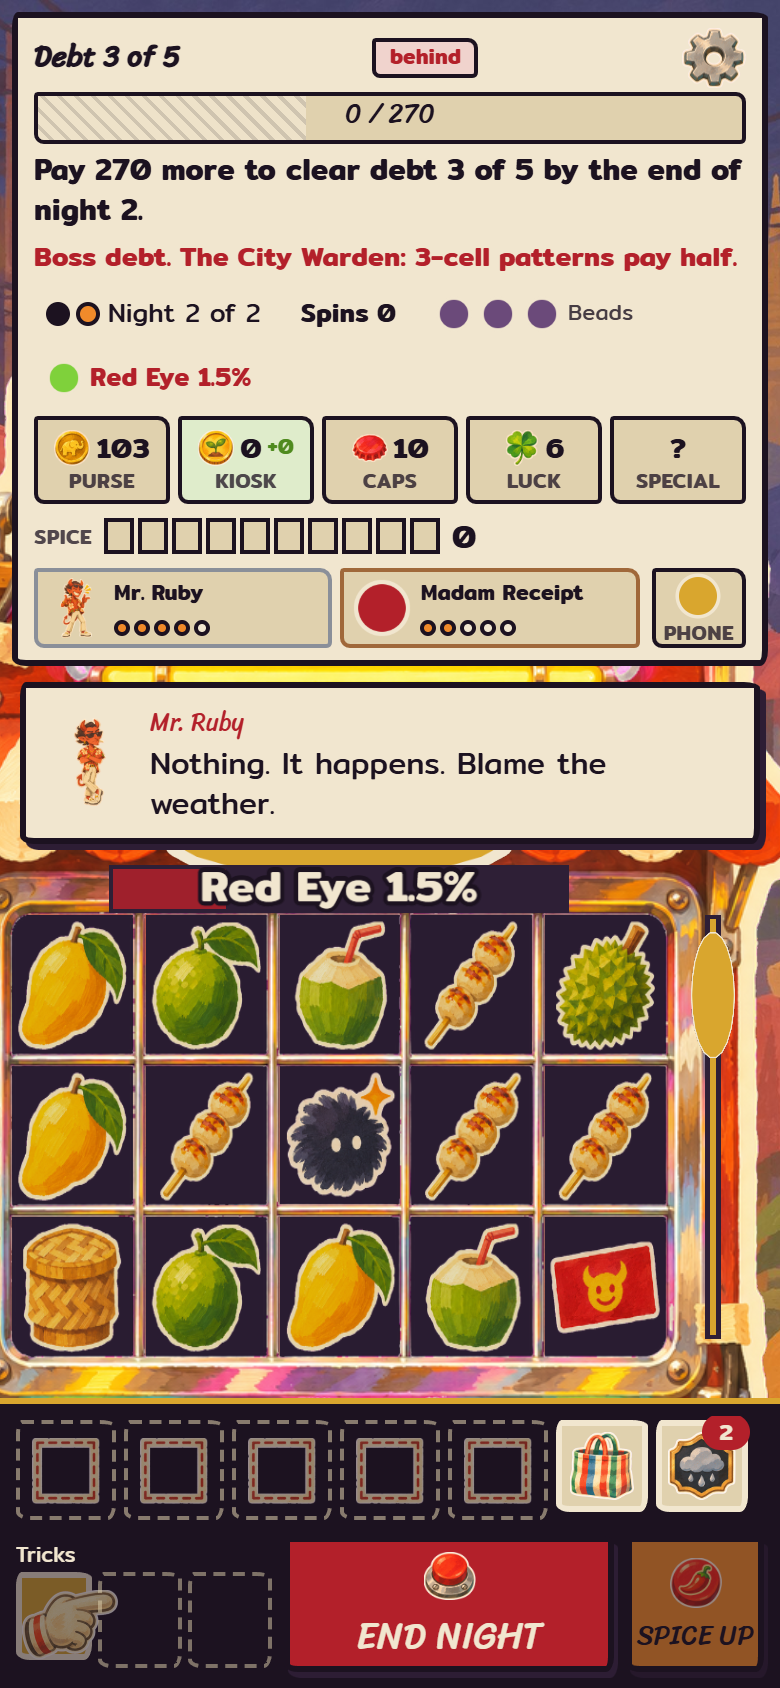 Debt 3 of 5
behind
0 / 270
Pay 270 more to clear debt 3 of 5 by the end of
night 2.
Boss debt. The City Warden: 3-cell patterns pay half.
Night 2 of 2
Spins 0
Beads
Red Eye 1.5%
103
PURSE
0 +0
KIOSK
10
CAPS
6
LUCK
?
SPECIAL
SPICE
0
Mr. Ruby
Madam Receipt
PHONE
Mr. Ruby
Nothing. It happens. Blame the
weather.
Red Eye 1.5%
2
Tricks
END NIGHT
SPICE UP